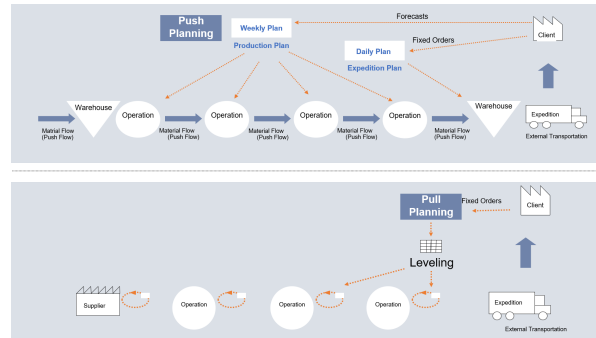 Push
Planning
Weekly Plan
Production Plan
Forecasts
Fixed Orders
Client
Daily Plan
Expedition Plan
Warehouse
Operation
Operation
Operation
Operation
Warehouse
Expedition
External Transportation
Matrial Flow
(Push Flow)
Material Flow
(Push Flow)
Material Flow
(Push Flow)
Material Flow
(Push Flow)
Material Flow
(Push Flow)
Pull
Planning
Fixed Orders
Client
Leveling
Supplier
Operation
Operation
Operation
Expedition
External Transportation